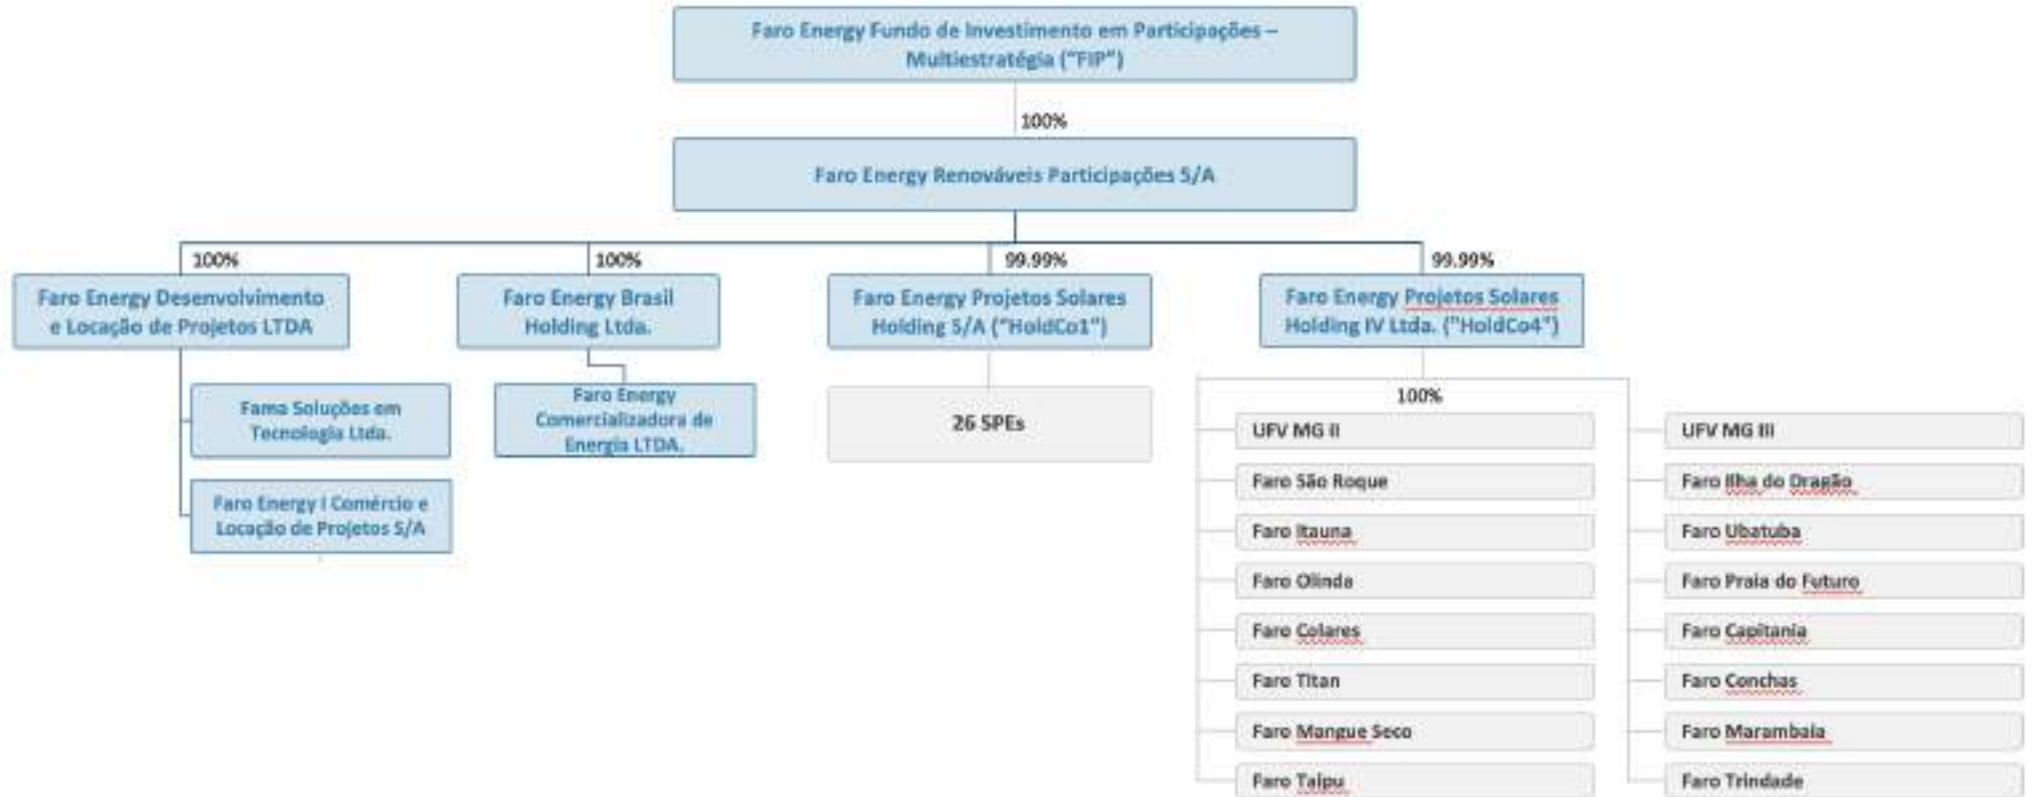 Faro Energy Fundo de Investimento em Participações –
Multiestratégia (“FIP”)
100%
Faro Energy Renováveis Participações S/A
100%
100%
99.99%
99.99%
Faro Energy Desenvolvimento
e Locação de Projetos LTDA
Faro Energy Brasil
Holding Ltda.
Faro Energy Projetos Solares
Holding S/A (“HoldCo1”)
Faro Energy Projetos Solares
Holding IV Ltda. ("HoldCo4")
Fama Soluções em
Tecnologia Ltda.
Faro Energy I Comércio e
Locação de Projetos S/A
Faro Energy
Comercializadora de
Energia LTDA.
26 SPEs
100%
UFV MG II
Faro São Roque
Faro Itauna
Faro Olinda
Faro Colares
Faro Titan
Faro Mangue Seco
Faro Taipu
UFV MG III
Faro Ilha do Dragão
Faro Ubatuba
Faro Praia do Futuro
Faro Capitania
Faro Conchas
Faro Marambaia
Faro Trindade